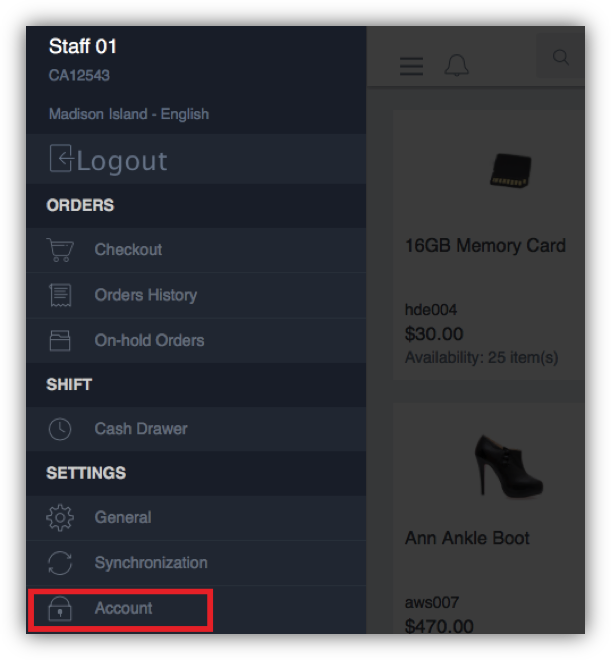 Staff 01
CA12543
Madison Island - English
Logout
ORDERS
Checkout
Orders History
On-hold Orders
SHIFT
Cash Drawer
SETTINGS
General
Synchronization
Account
16GB Memory Card
hde004
$30.00
Availability: 25 item(s)
Ann Ankle Boot
aws007
$470.00